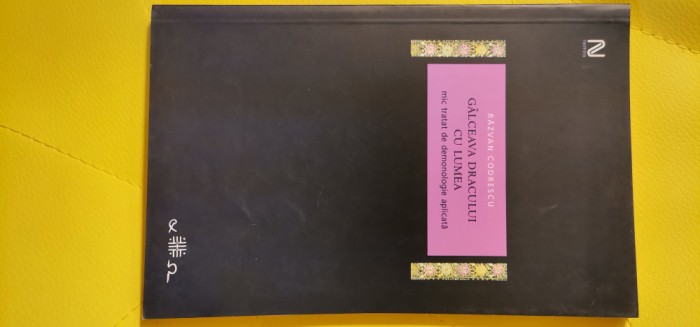 RĂZVAN CODRESCU
GÂLCEAVA DRACULUI
CU LUMEA
mic tratat de demonologie aplicată